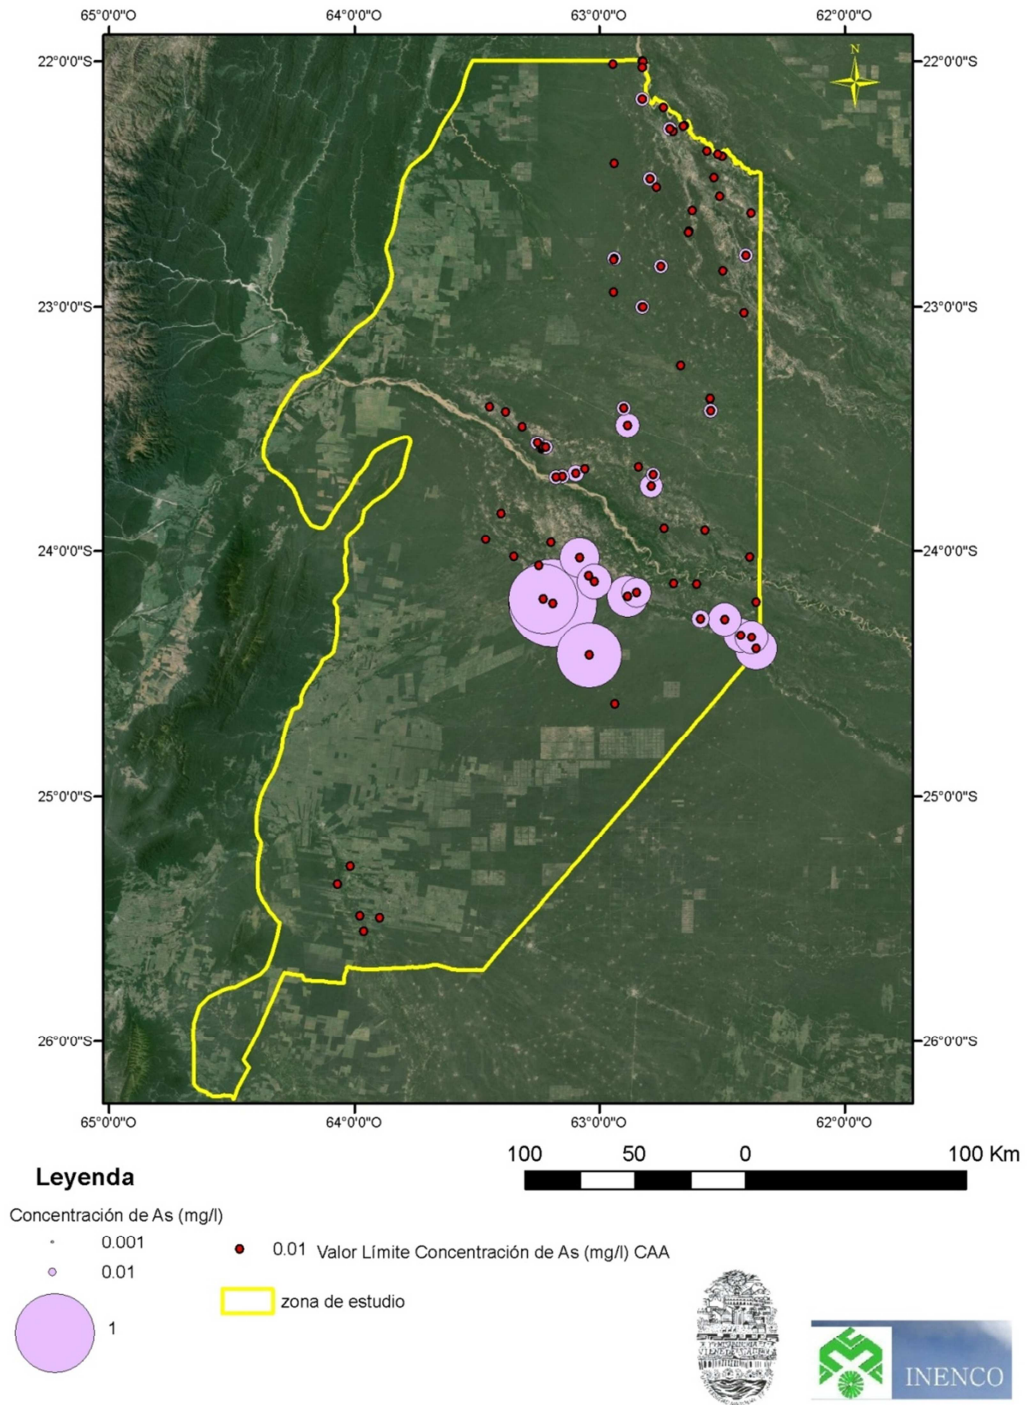 65°0'0"O 64°0'0"O 63°0'0"O 62°0'0"O
N
22°0'0"S 22°0'0"S
23°0'0"S 23°0'0"S
24°0'0"S 24°0'0"S
25°0'0"S 25°0'0"S
26°0'0"S 26°0'0"S
65°0'0"O 64°0'0"O 63°0'0"O 62°0'0"O
100 50 0 100 Km
Leyenda
Concentración de As (mg/l)
0.001
0.01
1
0.01 Valor Límite Concentración de As (mg/l) CAA
zona de estudio
INENCO